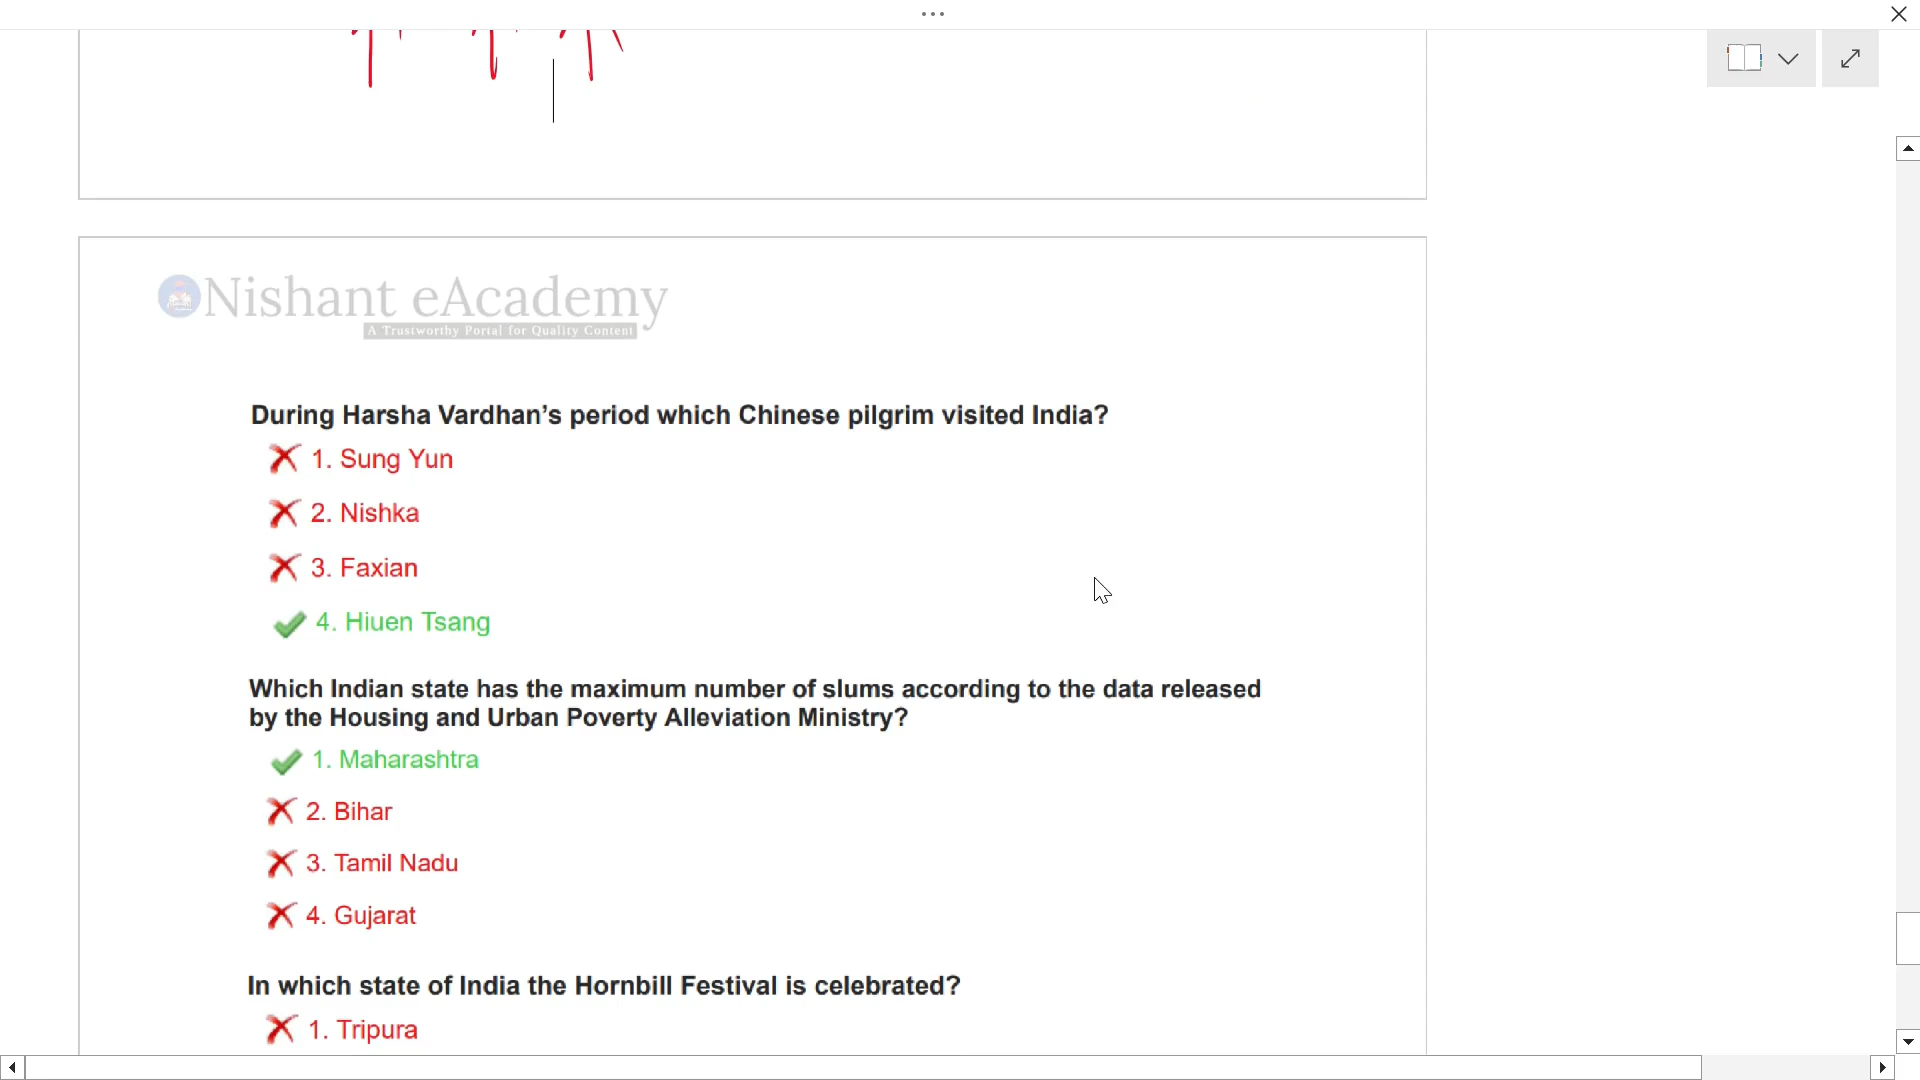 Nishant eAcademy
A Trustworthy Portal for Quality Content
During Harsha Vardhan’s period which Chinese pilgrim visited India?
1. Sung Yun
2. Nishka
3. Faxian
4. Hiuen Tsang
Which Indian state has the maximum number of slums according to the data released
by the Housing and Urban Poverty Alleviation Ministry?
1. Maharashtra
2. Bihar
3. Tamil Nadu
4. Gujarat
In which state of India the Hornbill Festival is celebrated?
1. Tripura